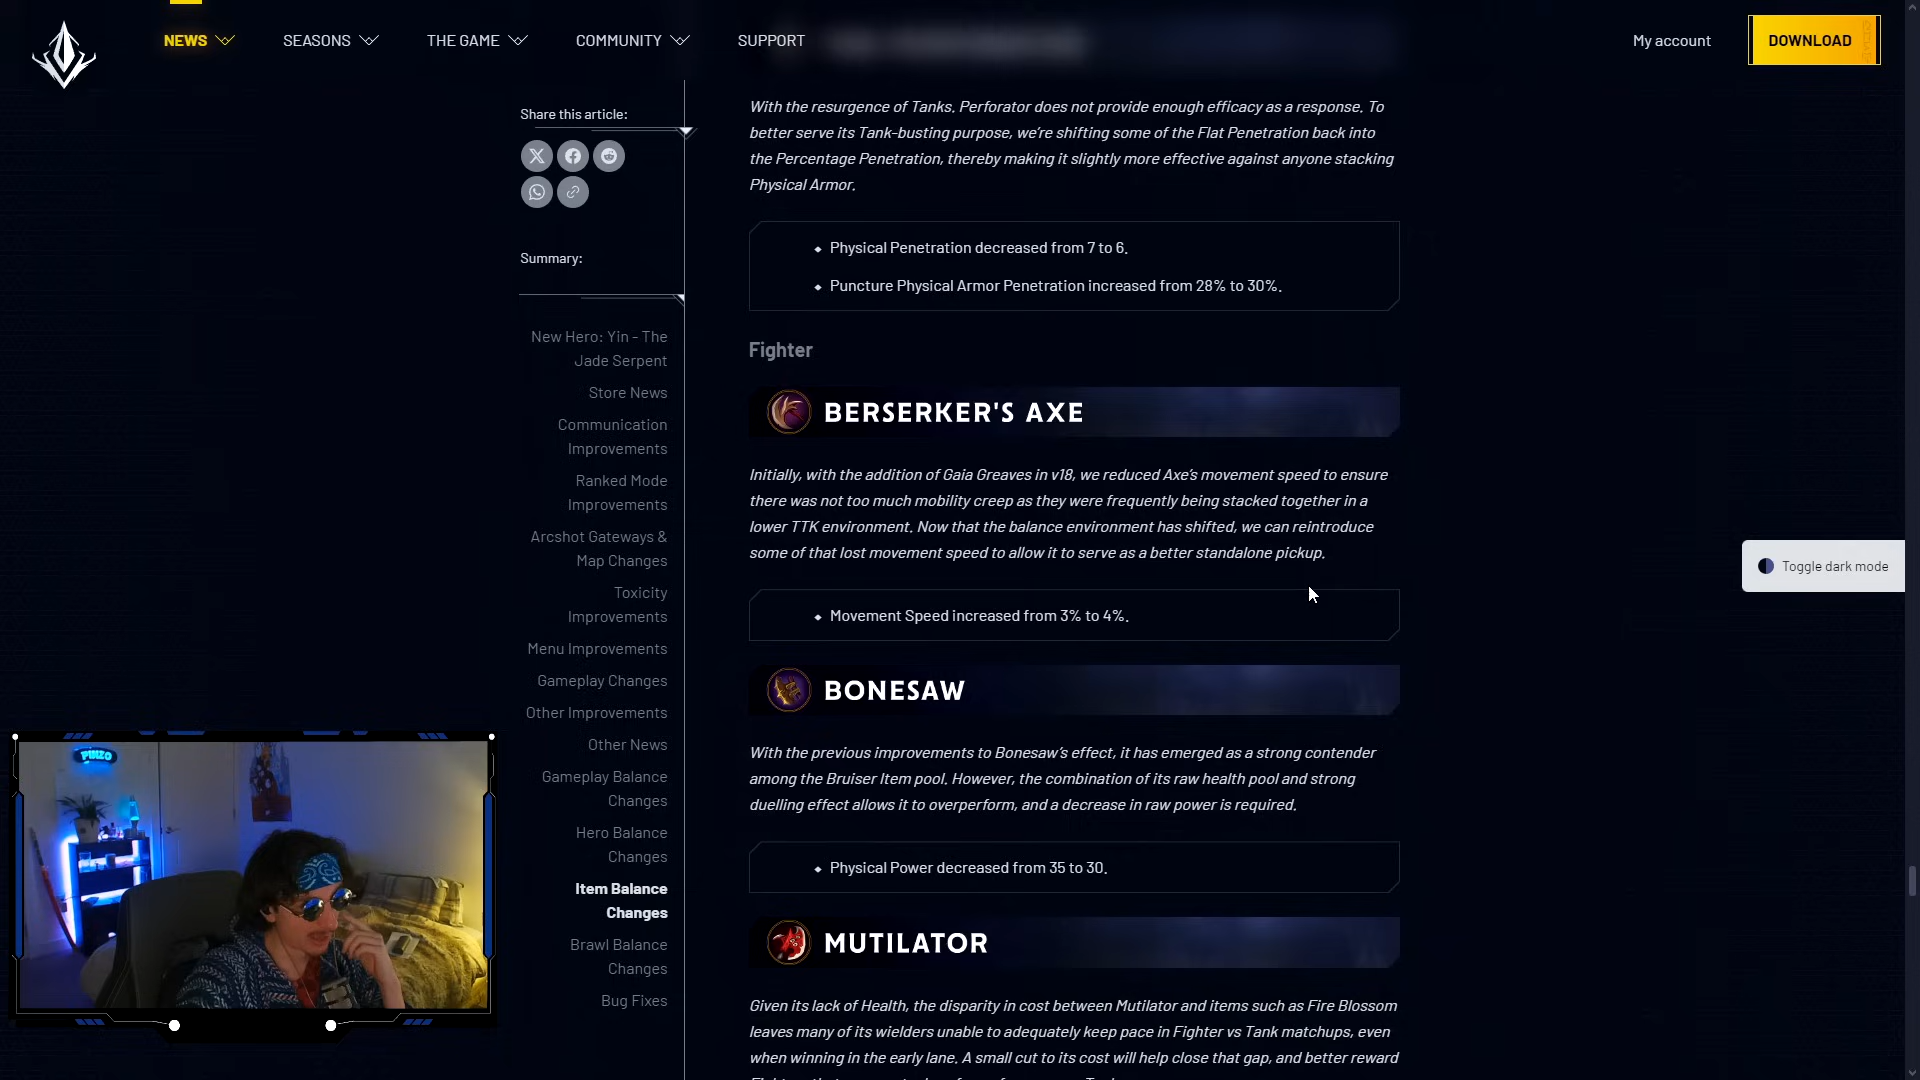 NEWS
SEASONS
THE GAME
COMMUNITY
SUPPORT
My account
DOWNLOAD
Share this article:
Summary:
New Hero: Yin - The
Jade Serpent
Store News
Communication
Improvements
Ranked Mode
Improvements
Arcshot Gateways &
Map Changes
Toxicity
Improvements
Menu Improvements
Gameplay Changes
Other Improvements
Other News
Gameplay Balance
Changes
Hero Balance
Changes
Item Balance
Changes
Brawl Balance
Changes
Bug Fixes
With the resurgence of Tanks. Perforator does not provide enough efficacy as a response. To
better serve its Tank-busting purpose, we're shifting some of the Flat Penetration back into
the Percentage Penetration, thereby making it slightly more effective against anyone stacking
Physical Armor.
Physical Penetration decreased from 7 to 6.
Puncture Physical Armor Penetration increased from 28% to 30%.
Fighter
BERSERKER'S AXE
Initially, with the addition of Gaia Greaves in v18, we reduced Axe's movement speed to ensure
there was not too much mobility creep as they were frequently being stacked together in a
lower TTK environment. Now that the balance environment has shifted, we can reintroduce
some of that lost movement speed to allow it to serve as a better standalone pickup.
Movement Speed increased from 3% to 4%.
BONESAW
With the previous improvements to Bonesaw's effect, it has emerged as a strong contender
among the Bruiser Item pool. However, the combination of its raw health pool and strong
duelling effect allows it to overperform, and a decrease in raw power is required.
Physical Power decreased from 35 to 30.
MUTILATOR
Given its lack of Health, the disparity in cost between Mutilator and items such as Fire Blossom
leaves many of its wielders unable to adequately keep pace in Fighter vs Tank matchups, even
when winning in the early lane. A small cut to its cost will help close that gap, and better reward
Toggle dark mode
PINZO